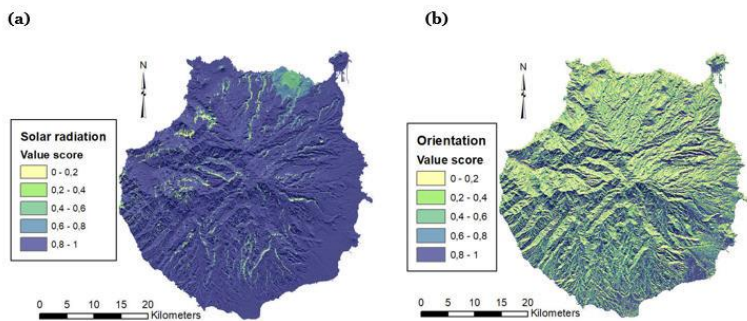 (a)
N
Solar radiation
Value score
0 - 0,2
0,2 - 0,4
0,4 - 0,6
0,6 - 0,8
0,8 - 1
0 5 10 15 20
Kilometers
(b)
N
Orientation
Value score
0 - 0,2
0,2 - 0,4
0,4 - 0,6
0,6 - 0,8
0,8 - 1
0 5 10 15 20
Kilometers